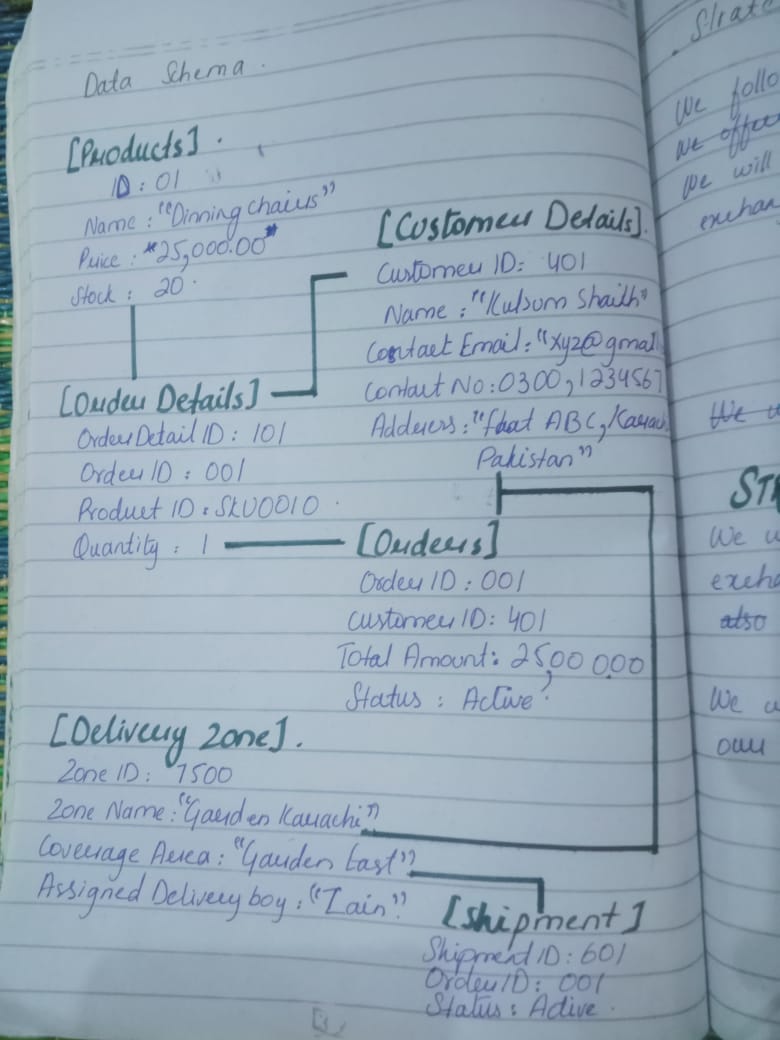 Data Schema.
[Products].
ID: 01
Name: "Dinning chairs"
Price: "25,000.00"
Stock: 20.
[Customer Details].
Customer ID: 401
Name: "Kulsum Shaikh"
Contact Email: "xyz@gmail
Contact No: 0300,1234567
Address: "flat ABC, Karach
Pakistan"
[Order Details]
Order Detail ID: 101
Order ID: 001
Product ID: SKU0010.
Quantity: 1
[Orders]
Order ID: 001
Customer ID: 401
Total Amount: 25,00000
Status: Active
[Delivery Zone].
Zone ID: 7500
Zone Name: "Garden Karachi"
Coverage Area: "Garden East"
Assigned Delivery boy: "Zain".
[Shipment]
Shipment ID: 601
Order ID: 001
Status: Active.
Strate
We follo
We offer
We will
exchan
We u
STR
We u
excha
also
We u
our